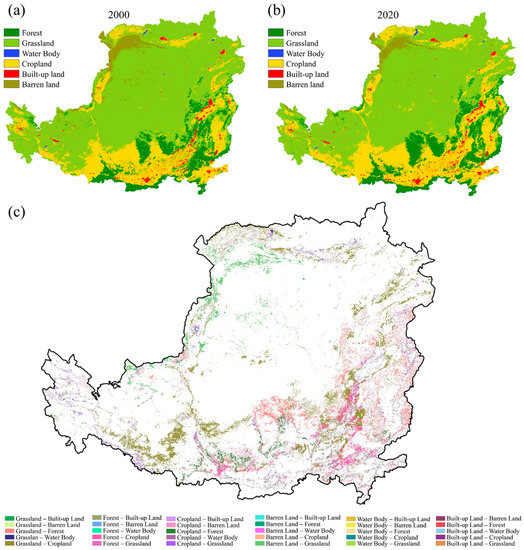 (a)
2000
Forest
Grassland
Water Body
Cropland
Built-up land
Barren land
(b)
2020
Forest
Grassland
Water Body
Cropland
Built-up land
Barren land
(c)
Grassland – Built-up Land
Grassland – Barren Land
Grassland – Forest
Grasslan – Water Body
Grassland – Cropland
Forest – Built-up Land
Forest – Barren Land
Forest – Water Body
Forest – Cropland
Forest – Grassland
Cropland – Built-up Land
Cropland – Barren Land
Cropland – Forest
Cropland – Water Body
Cropland – Grassland
Barren Land – Built-up Land
Barren Land – Forest
Barren Land – Water Body
Barren Land – Cropland
Barren Land – Grassland
Water Body – Built-up Land
Water Body – Barren Land
Water Body – Forest
Water Body – Cropland
Water Body – Grassland
Built-up Land – Barren Land
Built-up Land – Forest
Built-up Land – Water Body
Built-up Land – Cropland
Built-up Land – Grassland